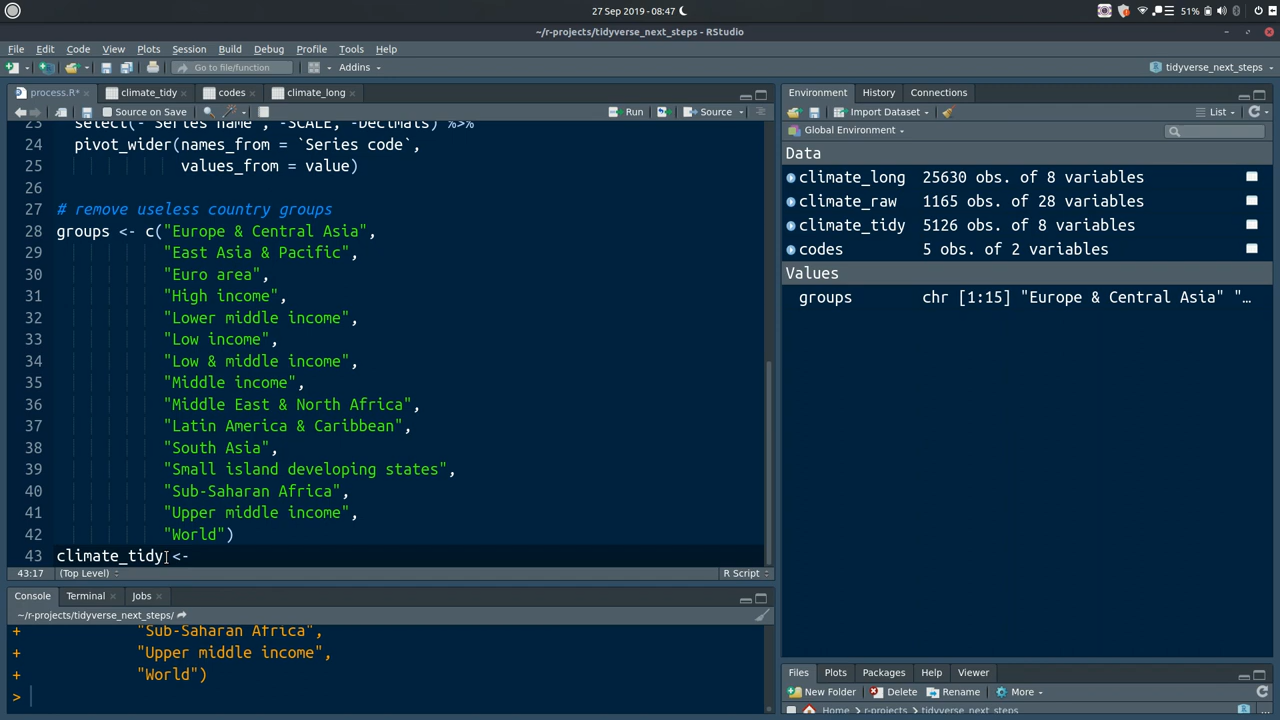 27 Sep 2019 - 08:47
51%
~/r-projects/tidyverse_next_steps - RStudio
File Edit Code View Plots Session Build Debug Profile Tools Help
Go to file/function Addins tidyverse_next_steps
process.R* climate_tidy codes climate_long
Source on Save Run Source
23 select(-`Series name`, -SCALE, -Decimals) %>%
24 pivot_wider(names_from = `Series code`,
25 values_from = value)
26
27 # remove useless country groups
28 groups <- c("Europe & Central Asia",
29 "East Asia & Pacific",
30 "Euro area",
31 "High income",
32 "Lower middle income",
33 "Low income",
34 "Low & middle income",
35 "Middle income",
36 "Middle East & North Africa",
37 "Latin America & Caribbean",
38 "South Asia",
39 "Small island developing states",
40 "Sub-Saharan Africa",
41 "Upper middle income",
42 "World")
43 climate_tidy <-
43:17 (Top Level) R Script
Console Terminal Jobs
~/r-projects/tidyverse_next_steps/
+ "Sub-Saharan Africa",
+ "Upper middle income",
+ "World")
>
Environment History Connections
Import Dataset List
Global Environment
Data
climate_long 25630 obs. of 8 variables
climate_raw 1165 obs. of 28 variables
climate_tidy 5126 obs. of 8 variables
codes 5 obs. of 2 variables
Values
groups chr [1:15] "Europe & Central Asia" "…
Files Plots Packages Help Viewer
New Folder Delete Rename More
Home r-projects tidyverse_next_steps